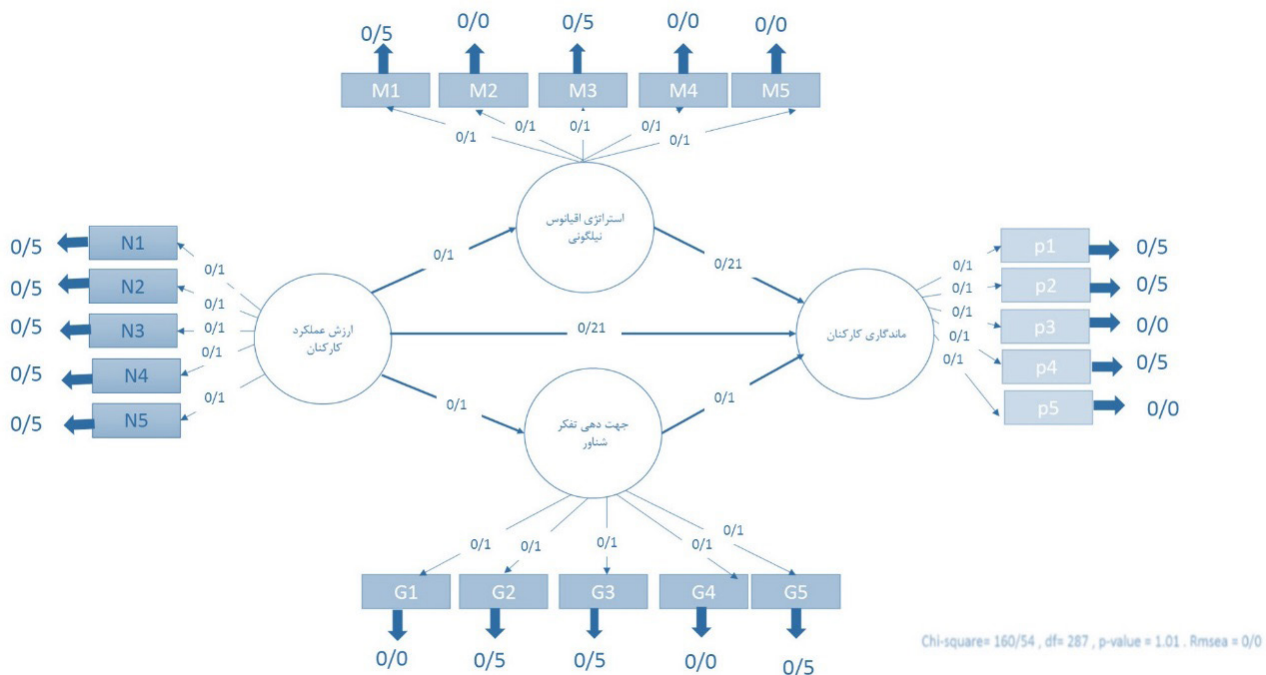 0/5 0/0 0/5 0/0 0/0
M1 M2 M3 M4 M5
0/1 0/1 0/1 0/1 0/1
استراتژی اقیانوس
نیلگونی
0/5 N1
0/5 N2
0/5 N3
0/5 N4
0/5 N5
0/1
0/1
0/1
0/1
0/1
ارزش عملکرد
کارکنان
0/1
0/21
0/21
0/1
0/1
ماندگاری کارکنان
0/1
0/1
0/1
0/1
0/1
p1 0/5
p2 0/5
p3 0/0
p4 0/5
p5 0/0
جهت دهی تفکر
شناور
0/1 0/1 0/1 0/1 0/1
G1 G2 G3 G4 G5
0/0 0/5 0/5 0/0 0/5
Chi-square= 160/54 , df= 287 , p-value = 1.01 . Rmsea = 0/0